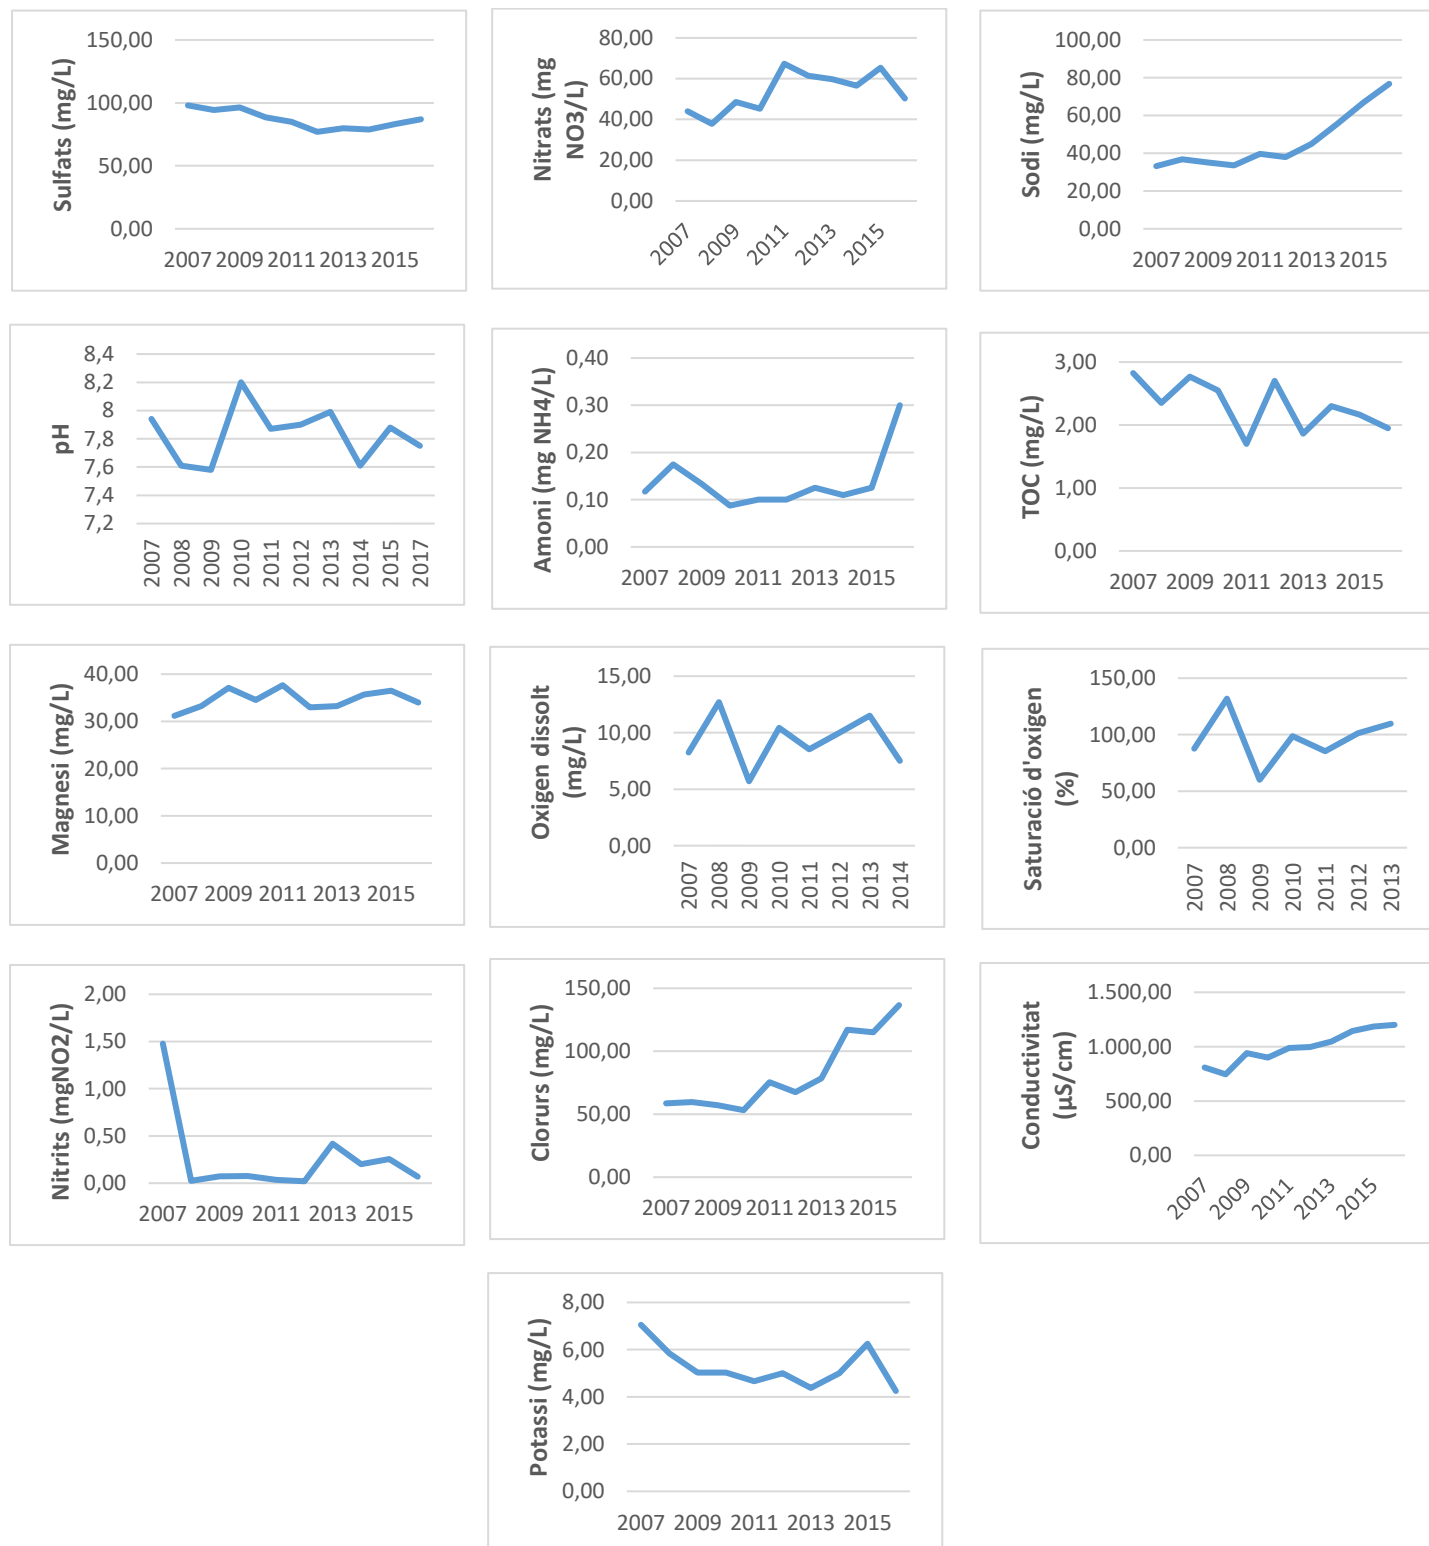 Sulfats (mg/L)
150,00
100,00
50,00
0,00
2007 2009 2011 2013 2015
Nitrats (mg
NO3/L)
80,00
60,00
40,00
20,00
0,00
2007 2009 2011 2013 2015
Sodi (mg/L)
100,00
80,00
60,00
40,00
20,00
0,00
2007 2009 2011 2013 2015
pH
8,4
8,2
8
7,8
7,6
7,4
7,2
2007 2008 2009 2010 2011 2012 2013 2014 2015 2017
Amoni (mg NH4/L)
0,40
0,30
0,20
0,10
0,00
2007 2009 2011 2013 2015
TOC (mg/L)
3,00
2,00
1,00
0,00
2007 2009 2011 2013 2015
Magnesi (mg/L)
40,00
30,00
20,00
10,00
0,00
2007 2009 2011 2013 2015
Oxigen dissolt
(mg/L)
15,00
10,00
5,00
0,00
2007 2008 2009 2010 2011 2012 2013 2014
Saturació d'oxigen
(%)
150,00
100,00
50,00
0,00
2007 2008 2009 2010 2011 2012 2013
Nitrits (mgNO2/L)
2,00
1,50
1,00
0,50
0,00
2007 2009 2011 2013 2015
Clorurs (mg/L)
150,00
100,00
50,00
0,00
2007 2009 2011 2013 2015
Conductivitat
(µS/cm)
1.500,00
1.000,00
500,00
0,00
2007 2009 2011 2013 2015
Potassi (mg/L)
8,00
6,00
4,00
2,00
0,00
2007 2009 2011 2013 2015